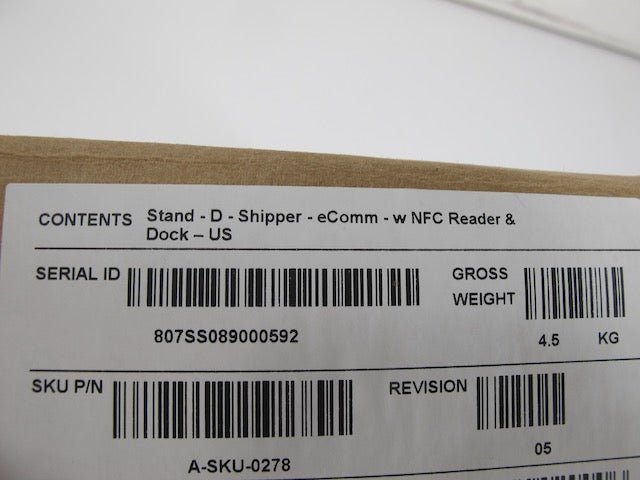 CONTENTS Stand - D - Shipper - eComm - w NFC Reader &
Dock – US
SERIAL ID
807SS089000592
GROSS
WEIGHT
4.5 KG
SKU P/N
A-SKU-0278
REVISION
05